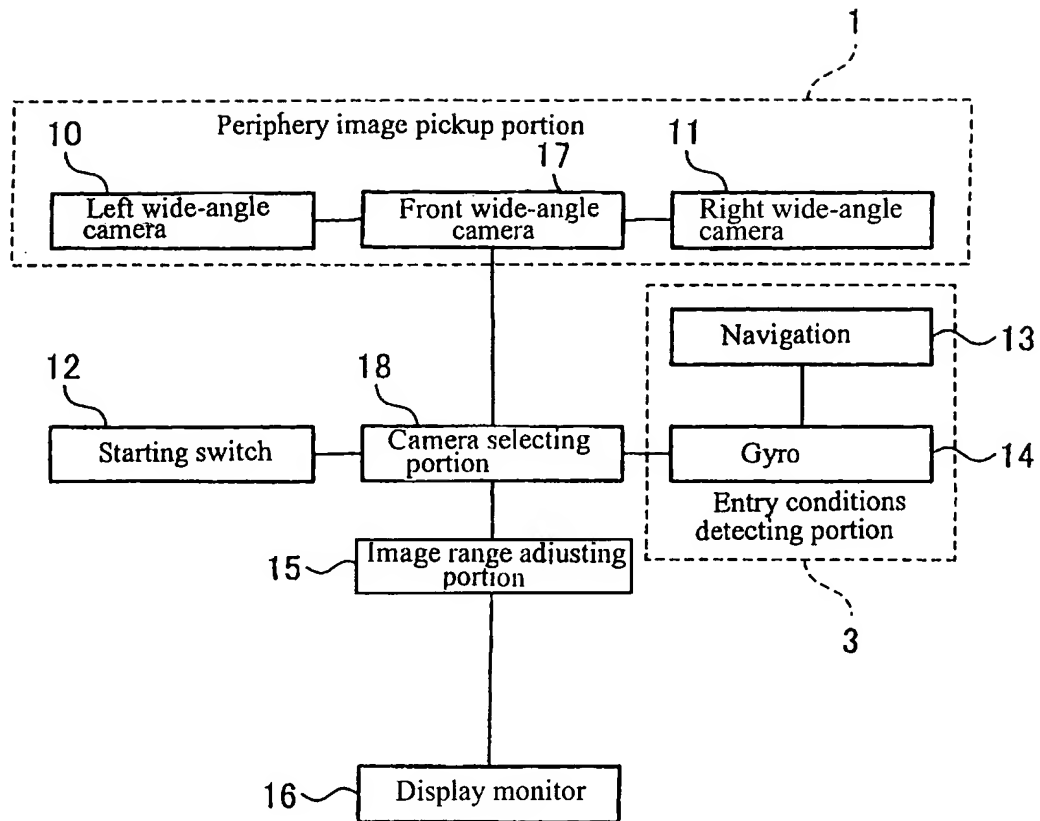 1
Periphery image pickup portion
10
17
11
Left wide-angle
camera
Front wide-angle
camera
Right wide-angle
camera
Navigation
13
12
18
Starting switch
Camera selecting
portion
Gyro
14
Entry conditions
detecting portion
15
Image range adjusting
portion
3
16
Display monitor